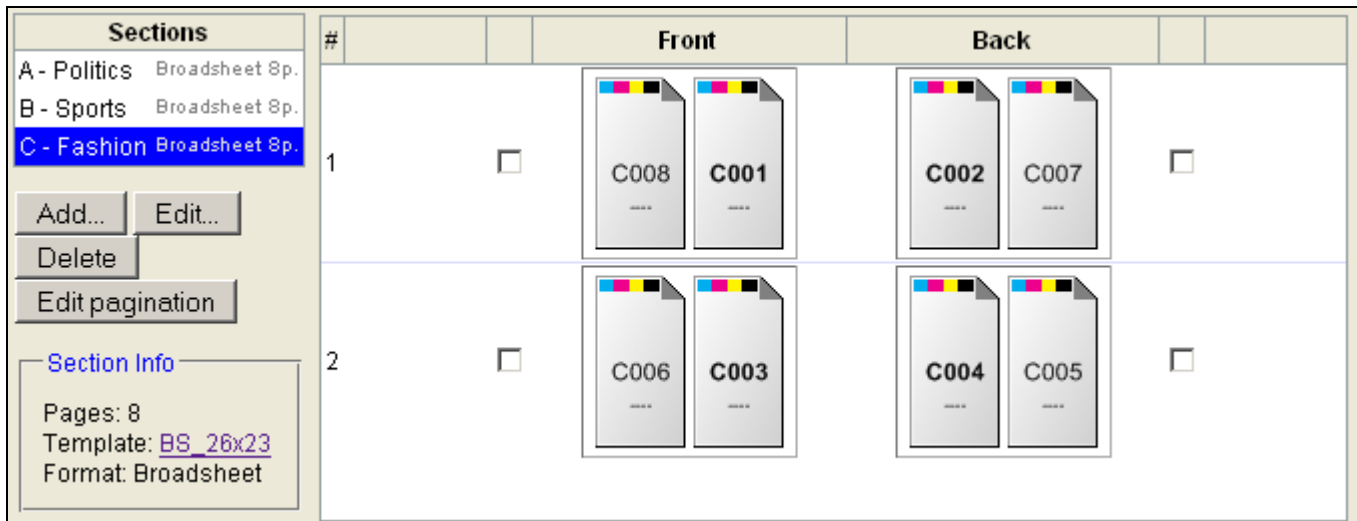 Sections
A - Politics Broadsheet 8p.
B - Sports Broadsheet 8p.
C - Fashion Broadsheet 8p.
Add... Edit...
Delete
Edit pagination
Section Info
Pages: 8
Template: BS_26x23
Format: Broadsheet
# Front Back
1
C008 C001 C002 C007
---- ---- ---- ----
2
C006 C003 C004 C005
---- ---- ---- ----